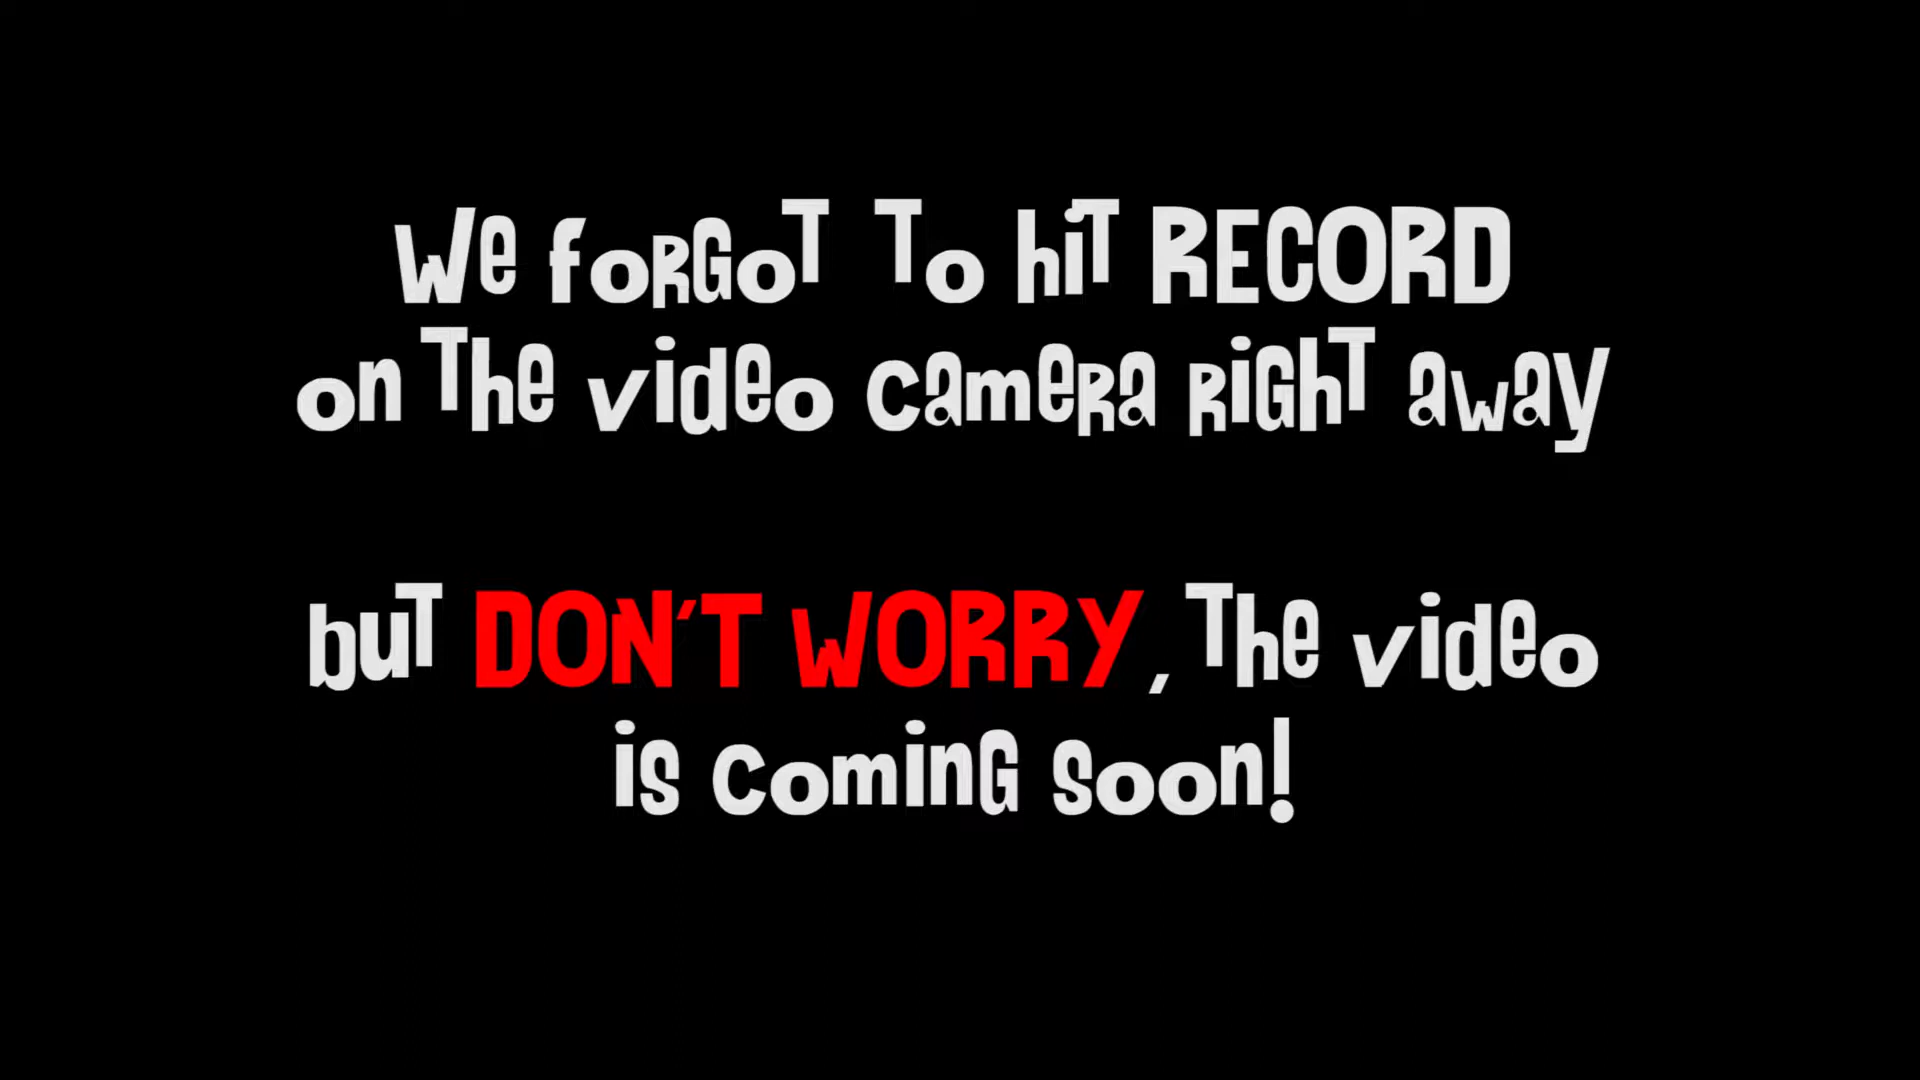 We forgot to hit RECORD
on the video camera right away
but DON'T WORRY, the video
is coming soon!